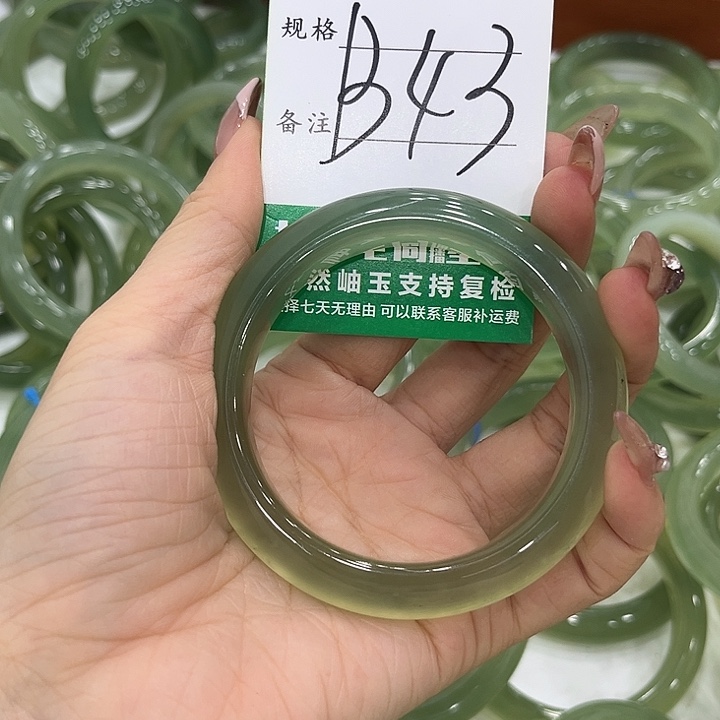 规格 B43
备注
然岫玉支持复检
择七天无理由 可以联系客服补运费